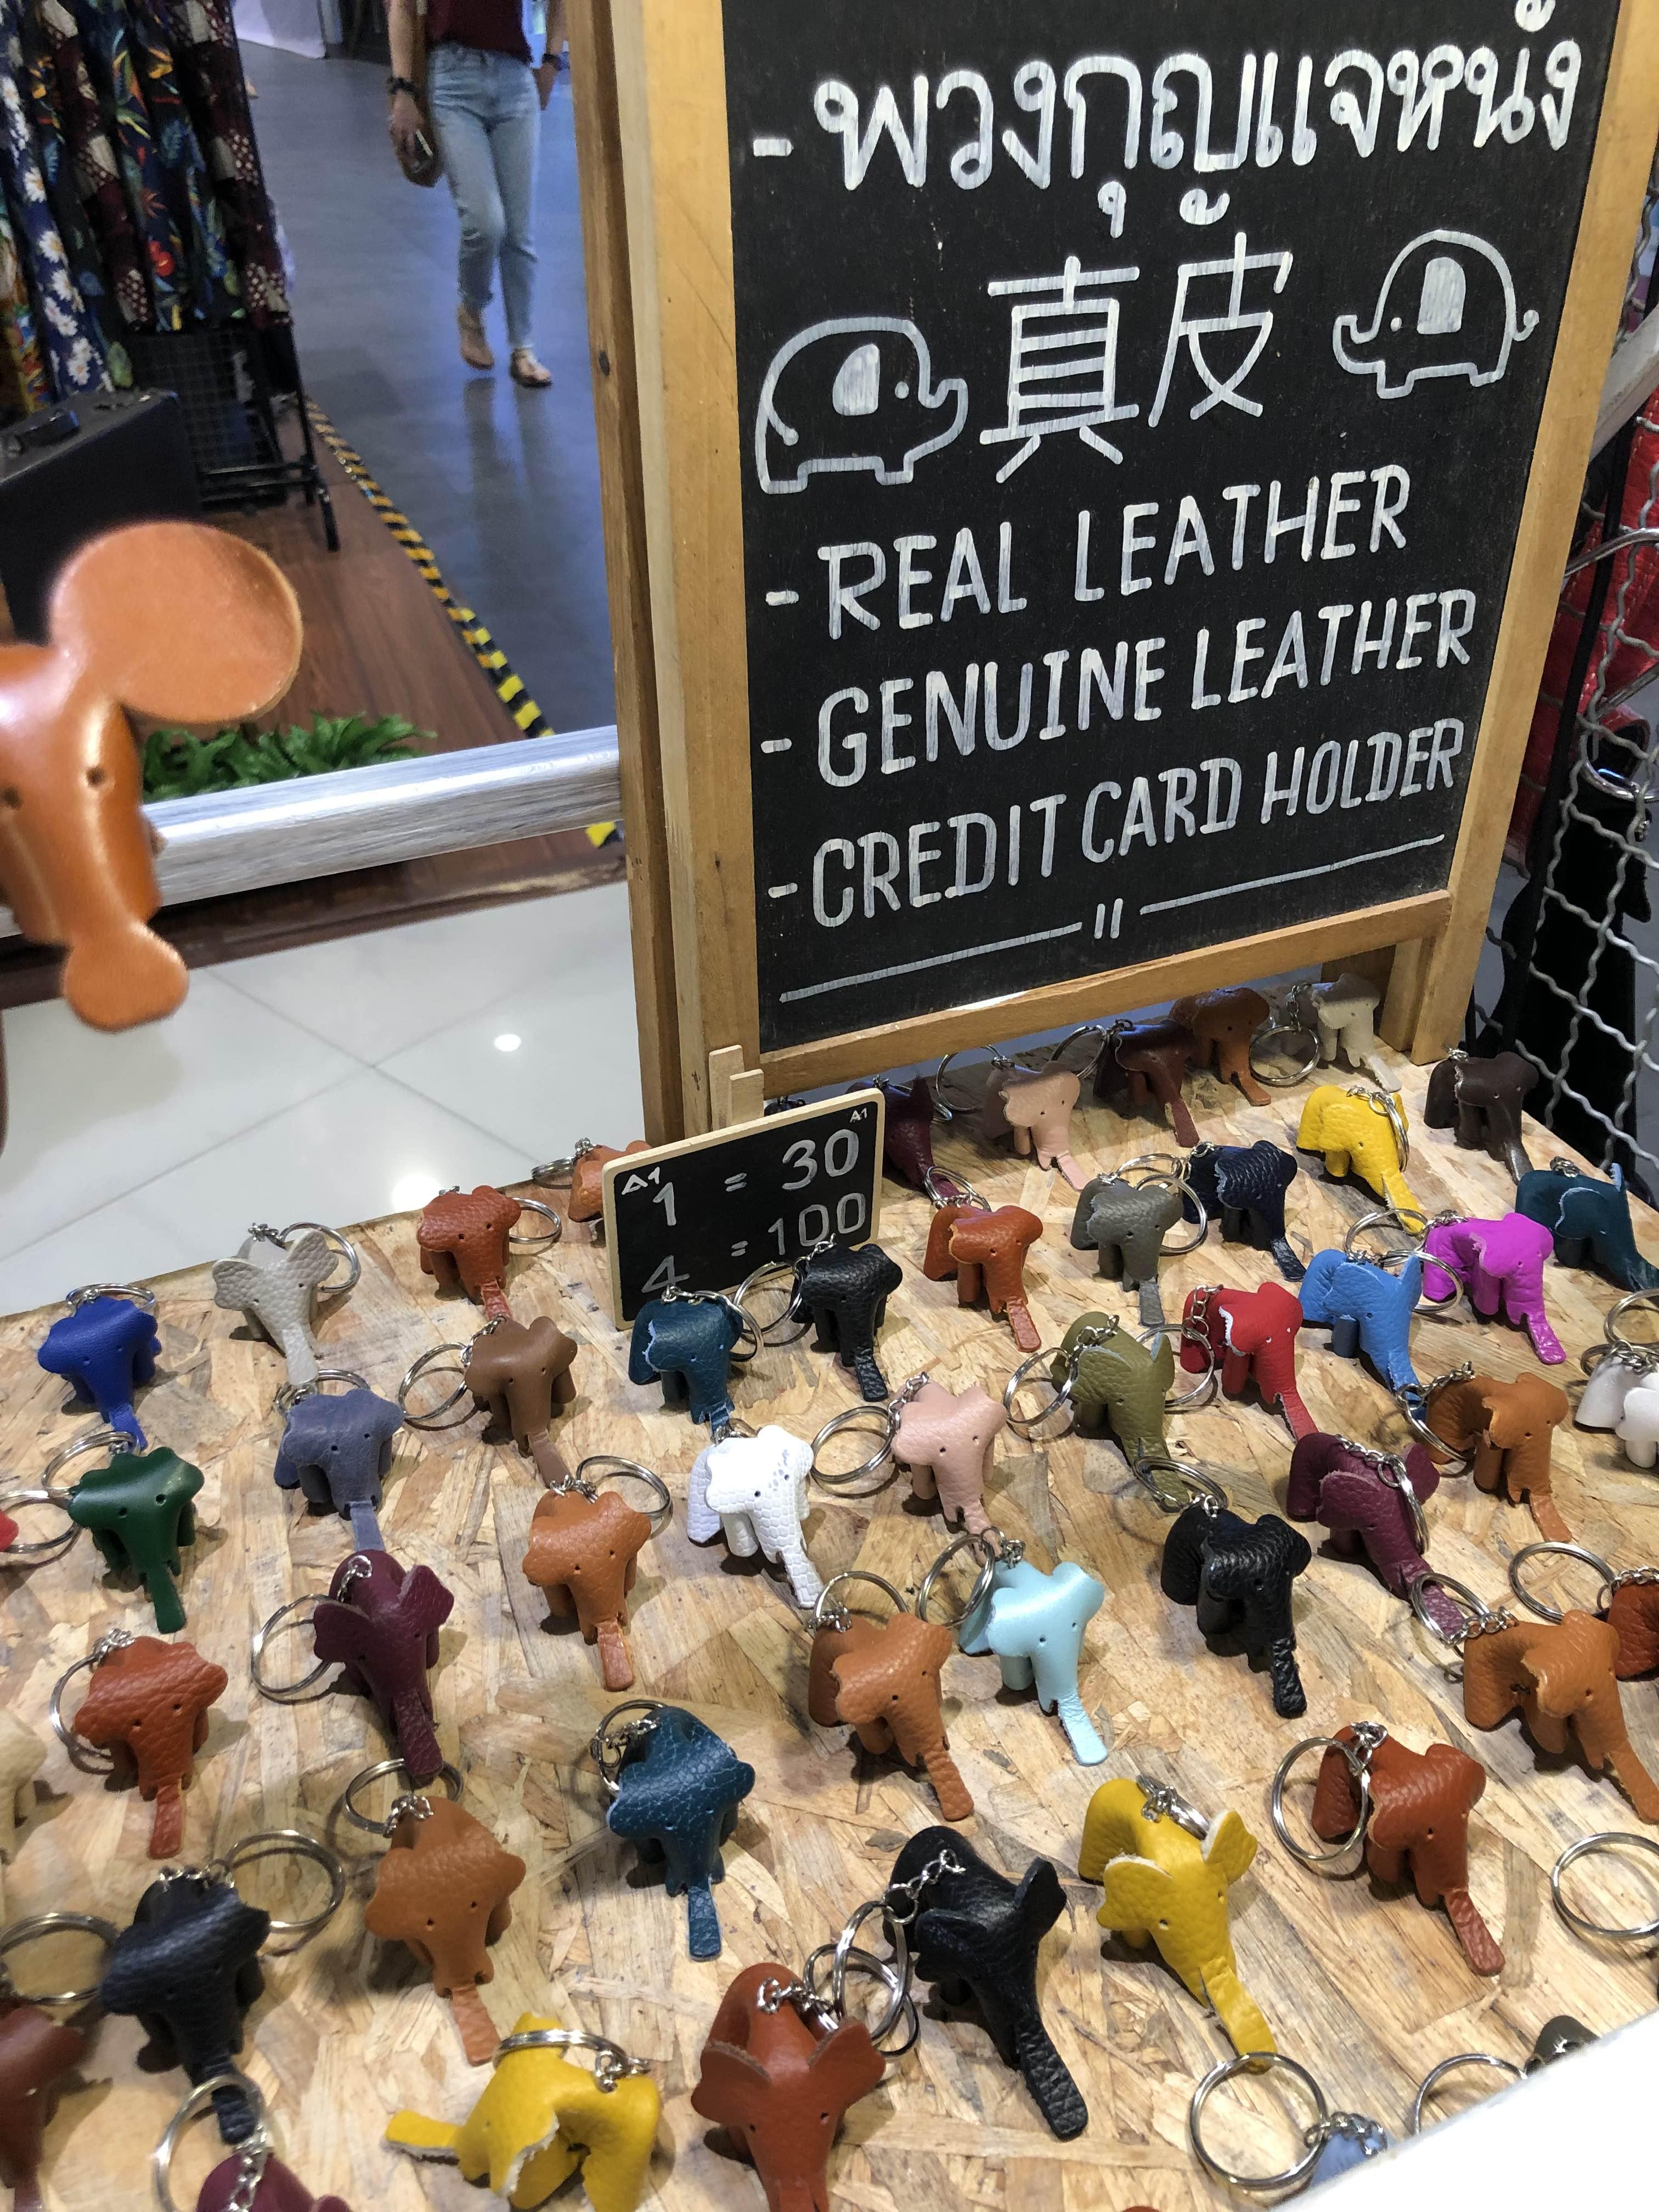 - พวงกุญแจหนัง
真皮
- REAL LEATHER
- GENUINE LEATHER
- CREDIT CARD HOLDER
A1 A1
1 = 30
4 = 100